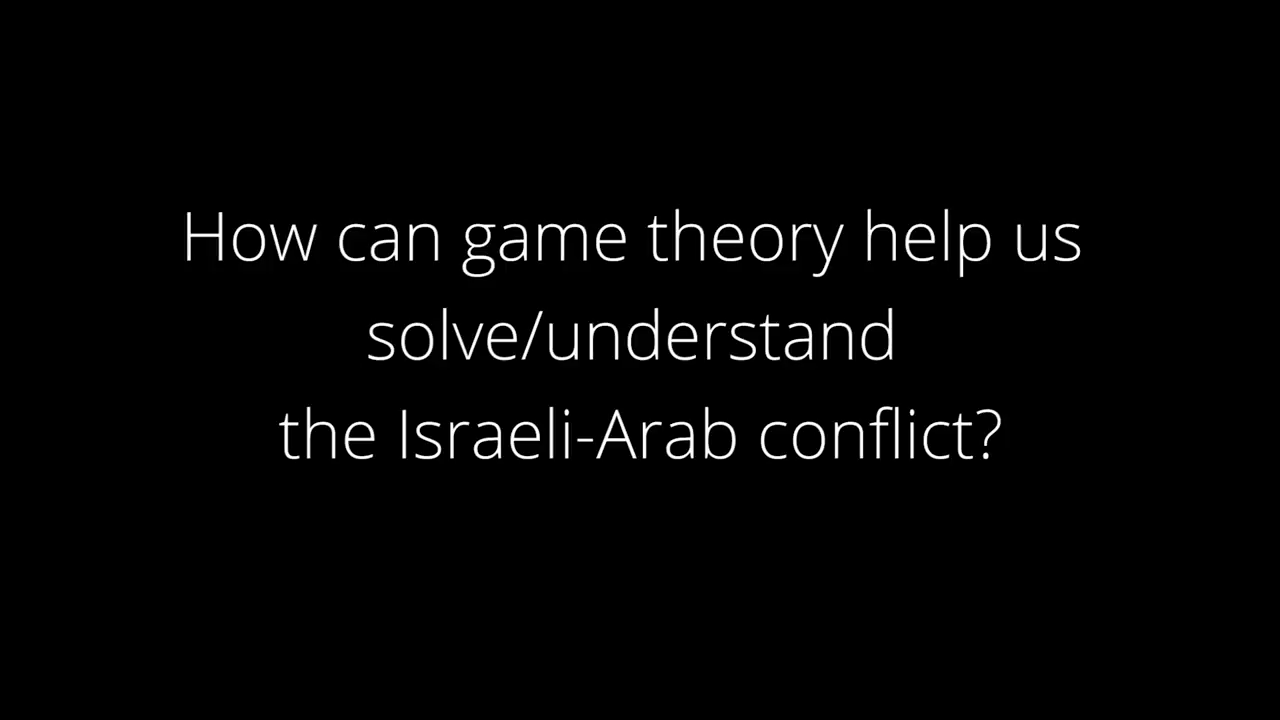 How can game theory help us
solve/understand
the Israeli-Arab conflict?